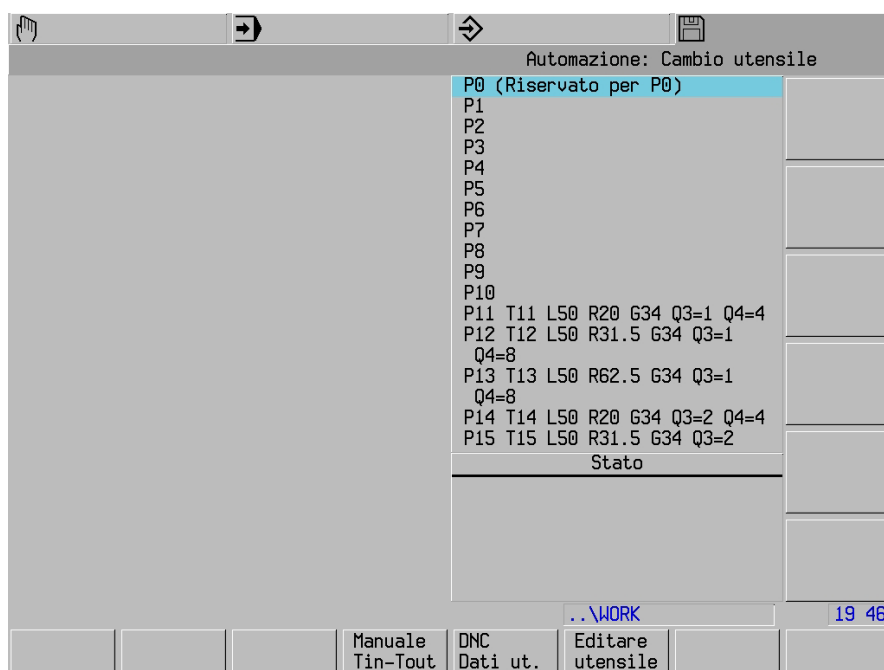 Automazione: Cambio utensile
P0 (Riservato per P0)
P1
P2
P3
P4
P5
P6
P7
P8
P9
P10
P11 T11 L50 R20 G34 Q3=1 Q4=4
P12 T12 L50 R31.5 G34 Q3=1
Q4=8
P13 T13 L50 R62.5 G34 Q3=1
Q4=8
P14 T14 L50 R20 G34 Q3=2 Q4=4
P15 T15 L50 R31.5 G34 Q3=2
Stato
..\WORK
19 46
Manuale
Tin-Tout
DNC
Dati ut.
Editare
utensile